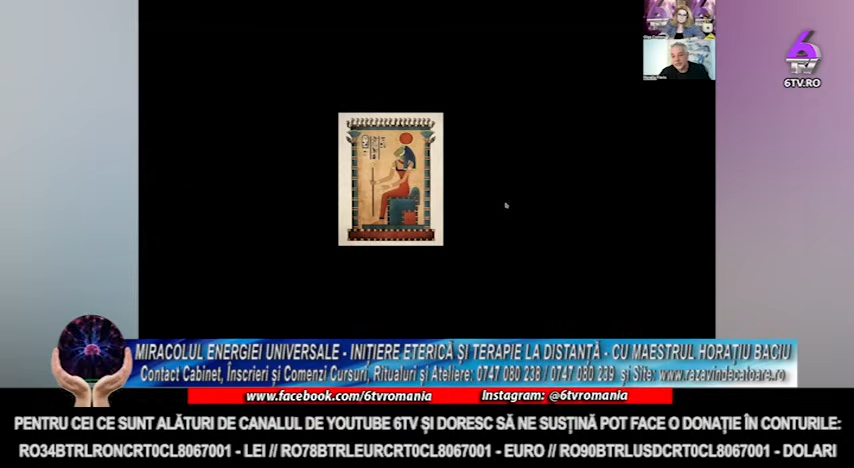 6
TV
6TV.RO
MIRACOLUL ENERGIEI UNIVERSALE - INIȚIERE ETERICĂ ȘI TERAPIE LA DISTANȚĂ - CU MAESTRUL HORAȚIU BACIU
Contact Cabinet, Înscrieri și Comenzi Cursuri, Ritualuri și Ateliere: 0747 080 238 / 0747 080 239 și Site: www.razavindecatoare.ro
www.facebook.com/6tvromania Instagram: @6tvromania
PENTRU CEI CE SUNT ALĂTURI DE CANALUL DE YOUTUBE 6TV ȘI DORESC SĂ NE SUSȚINĂ POT FACE O DONAȚIE ÎN CONTURILE:
RO34BTRLRONCRT0CL8067001 - LEI // RO78BTRLEURCRT0CL8067001 - EURO // RO90BTRLUSDCRT0CL8067001 - DOLARI